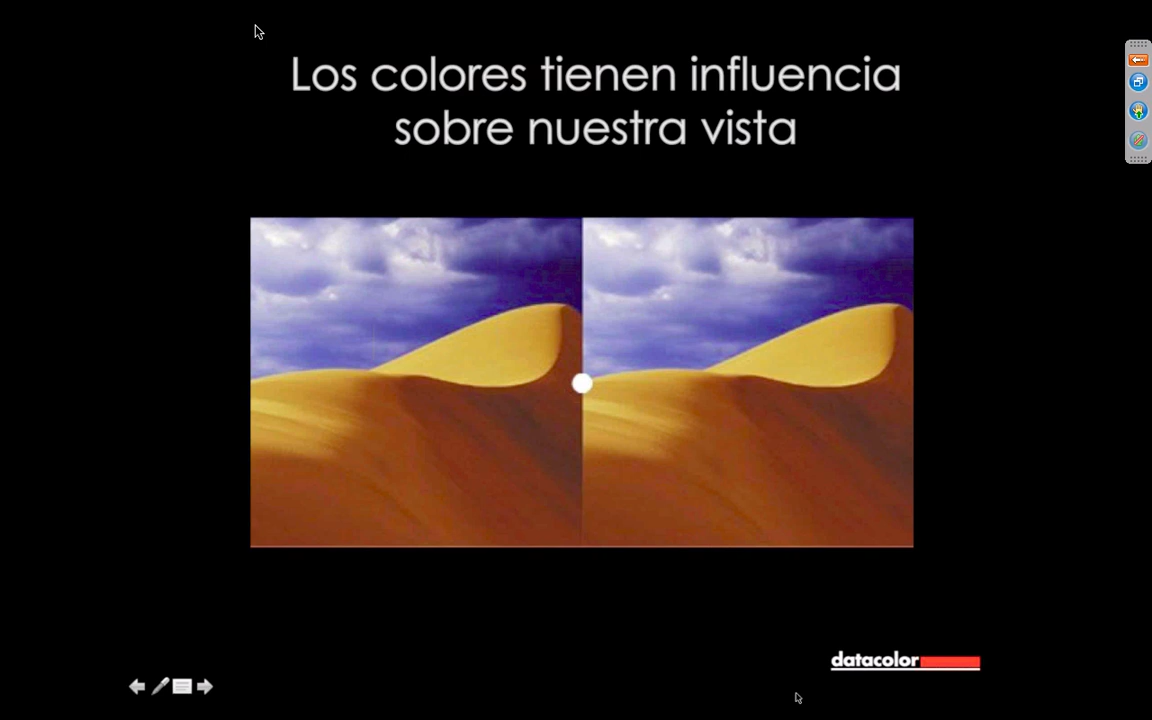 Los colores tienen influencia
sobre nuestra vista
datacolor